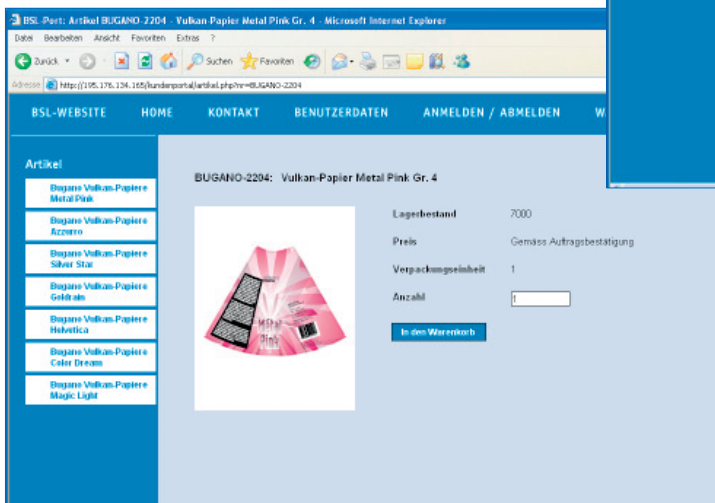 BSL-Port: Artikel BUGANO-2204 - Vulkan-Papier Metal Pink Gr. 4 - Microsoft Internet Explorer
Datei Bearbeiten Ansicht Favoriten Extras ?
Zurück Suchen Favoriten
Adresse http://195.176.134.165/kundenportal/artikel.php?nr=BUGANO-2204
BSL-WEBSITE HOME KONTAKT BENUTZERDATEN ANMELDEN / ABMELDEN
Artikel
Bugano Vulkan-Papiere
Metal Pink
Bugano Vulkan-Papiere
Azzurro
Bugano Vulkan-Papiere
Silver Star
Bugano Vulkan-Papiere
Goldrain
Bugano Vulkan-Papiere
Helvetica
Bugano Vulkan-Papiere
Color Dream
Bugano Vulkan-Papiere
Magic Light
BUGANO-2204: Vulkan-Papier Metal Pink Gr. 4
Metal
Pink
Lagerbestand 7000
Preis Gemäss Auftragsbestätigung
Verpackungseinheit 1
Anzahl 1
In den Warenkorb